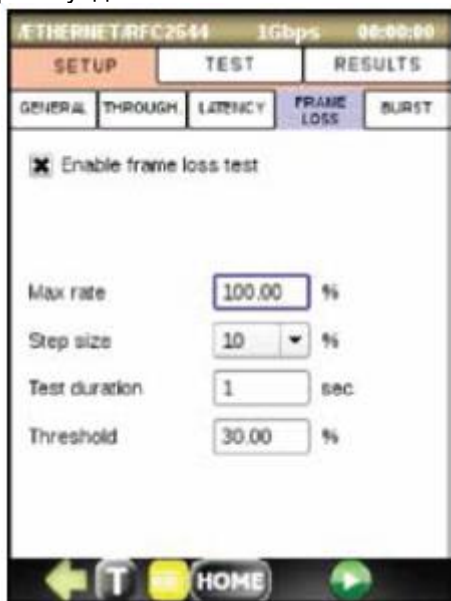 /ETHERNET/RFC2544 1Gbps 00:00:00
SETUP TEST RESULTS
GENERAL THROUGH. LATENCY FRAME LOSS BURST
Enable frame loss test
Max rate 100.00 %
Step size 10 %
Test duration 1 sec
Threshold 30.00 %
T HOME